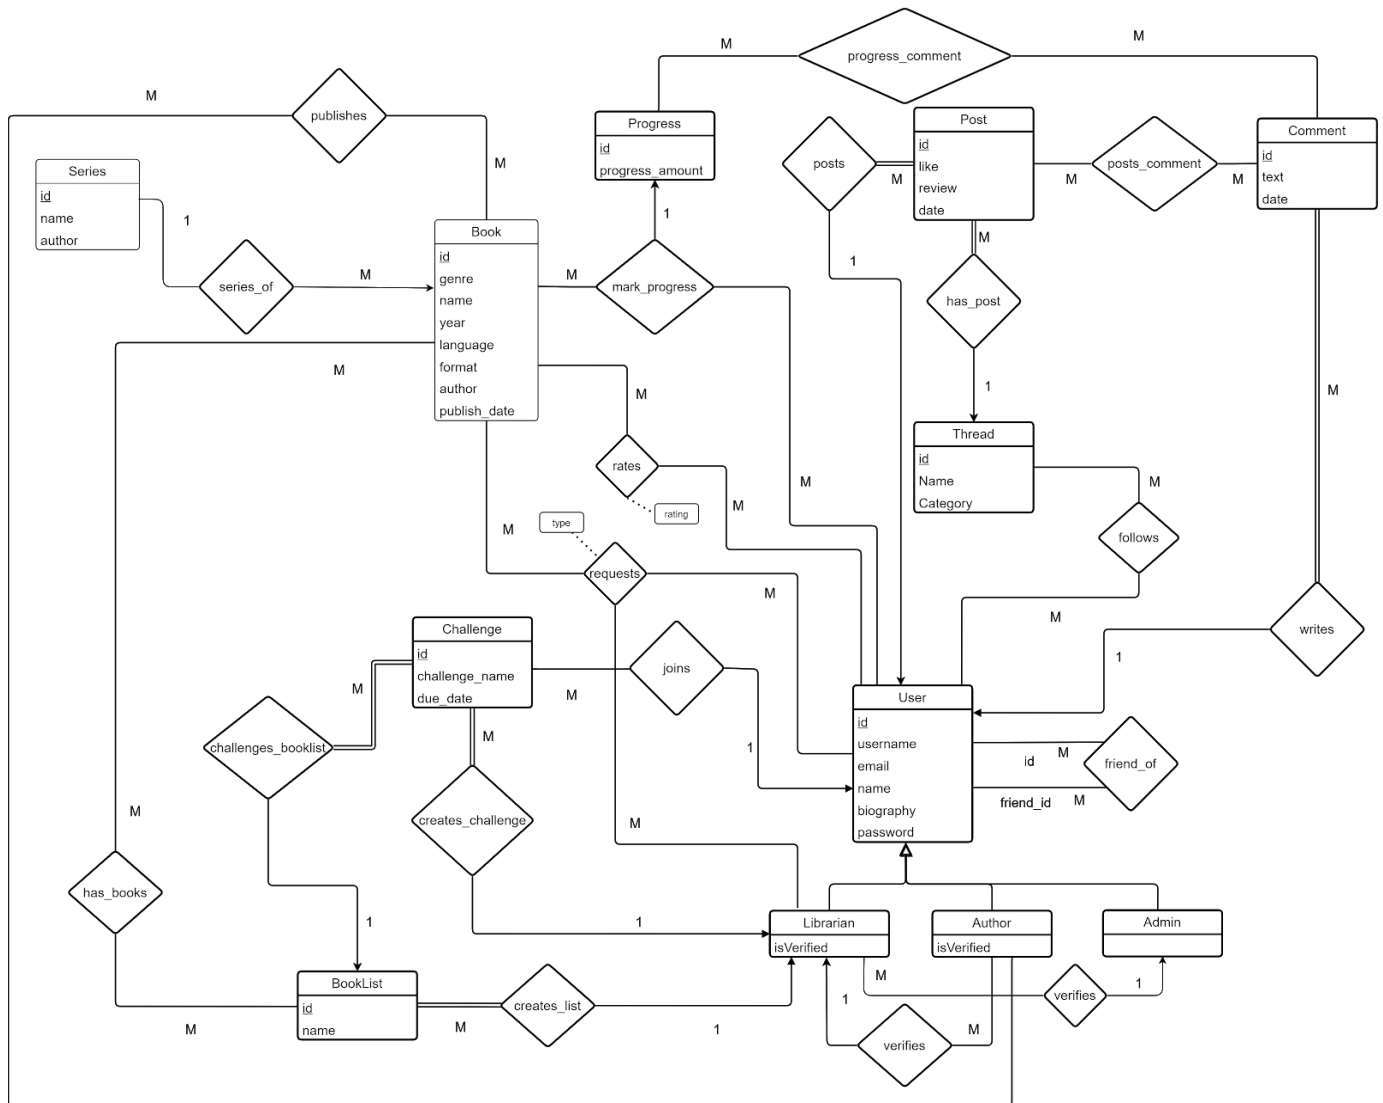 M
progress_comment
M
publishes
M
Progress
id
progress_amount
posts
Post
id
like
review
date
M
posts_comment
M
M
Comment
id
text
date
M
Series
id
name
author
1
series_of
M
Book
id
genre
name
year
language
format
author
publish_date
M
mark_progress
1
1
M
has_post
1
M
M
rates
rating
M
M
Thread
id
Name
Category
M
follows
M
M
type
M
requests
M
writes
1
Challenge
id
challenge_name
due_date
M
joins
1
M
User
id
username
email
name
biography
password
M
id
friend_id
M
friend_of
M
challenges_booklist
M
creates_challenge
M
M
has_books
1
1
Librarian
isVerified
Author
isVerified
Admin
M
verifies
1
BookList
id
name
M
M
creates_list
1
1
verifies
M